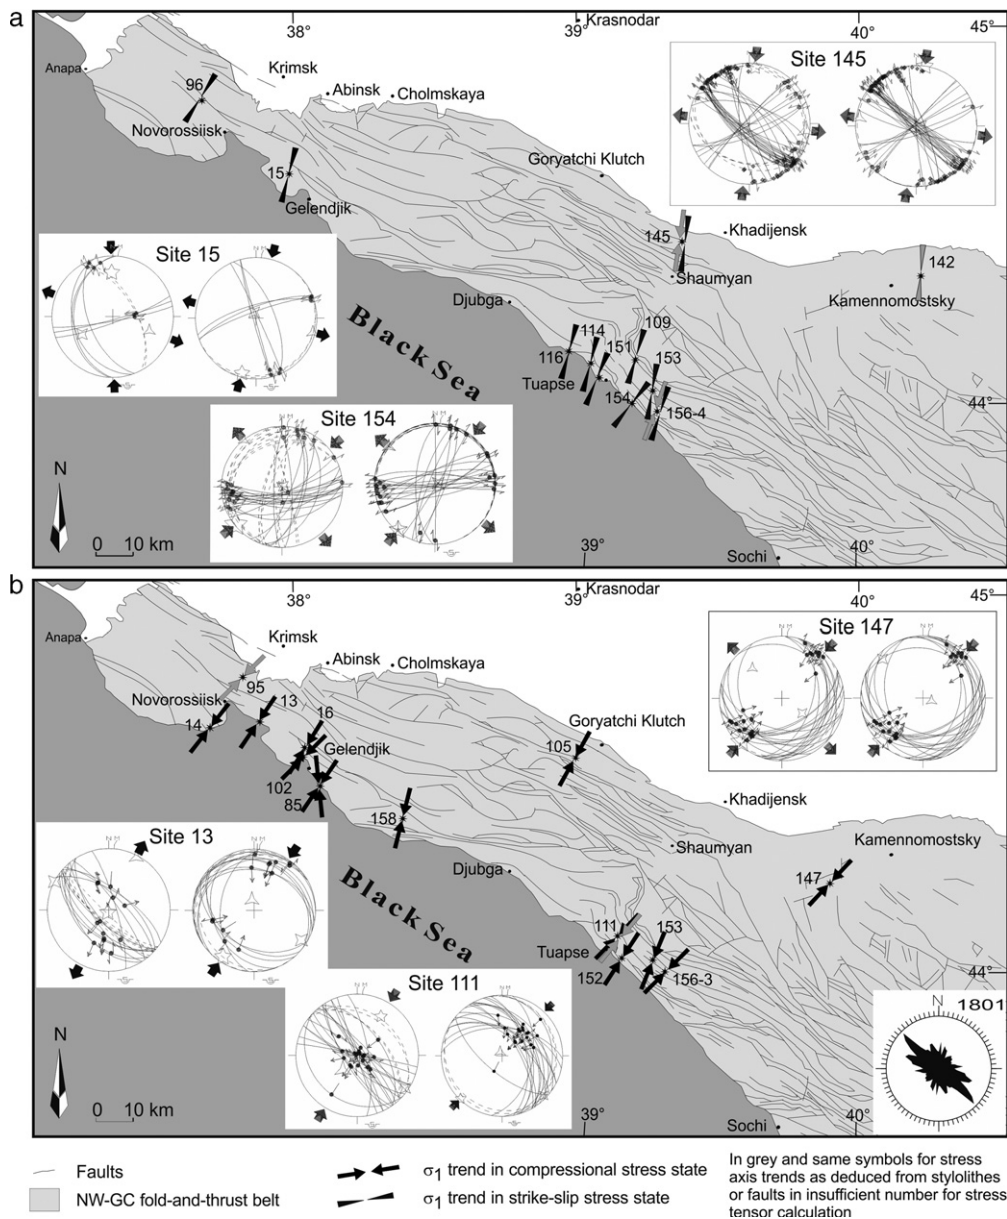 a
38°
39°
Krasnodar
40°
45°
Anapa
Krimsk
Abinsk
Cholmskaya
96
Novorossiisk
15
Gelendjik
Goryatchi Klutch
Site 145
Khadijensk
145
Shaumyan
142
Kamennomostsky
Site 15
Djubga
Black Sea
114
109
151
153
116
Tuapse
154
156-4
44°
Site 154
N
0 10 km
39°
40°
Sochi
b
38°
39°
Krasnodar
40°
45°
Anapa
Krimsk
Abinsk
Cholmskaya
95
Novorossiisk
14
13
16
Gelendjik
102
85
158
105
Goryatchi Klutch
Site 147
Khadijensk
Shaumyan
Kamennomostsky
147
Site 13
Djubga
Black Sea
111
153
Tuapse
152
156-3
44°
Site 111
N
0 10 km
39°
40°
Sochi
N
1801
Faults
NW-GC fold-and-thrust belt
σ1 trend in compressional stress state
σ1 trend in strike-slip stress state
In grey and same symbols for stress
axis trends as deduced from stylolithes
or faults in insufficient number for stress
tensor calculation